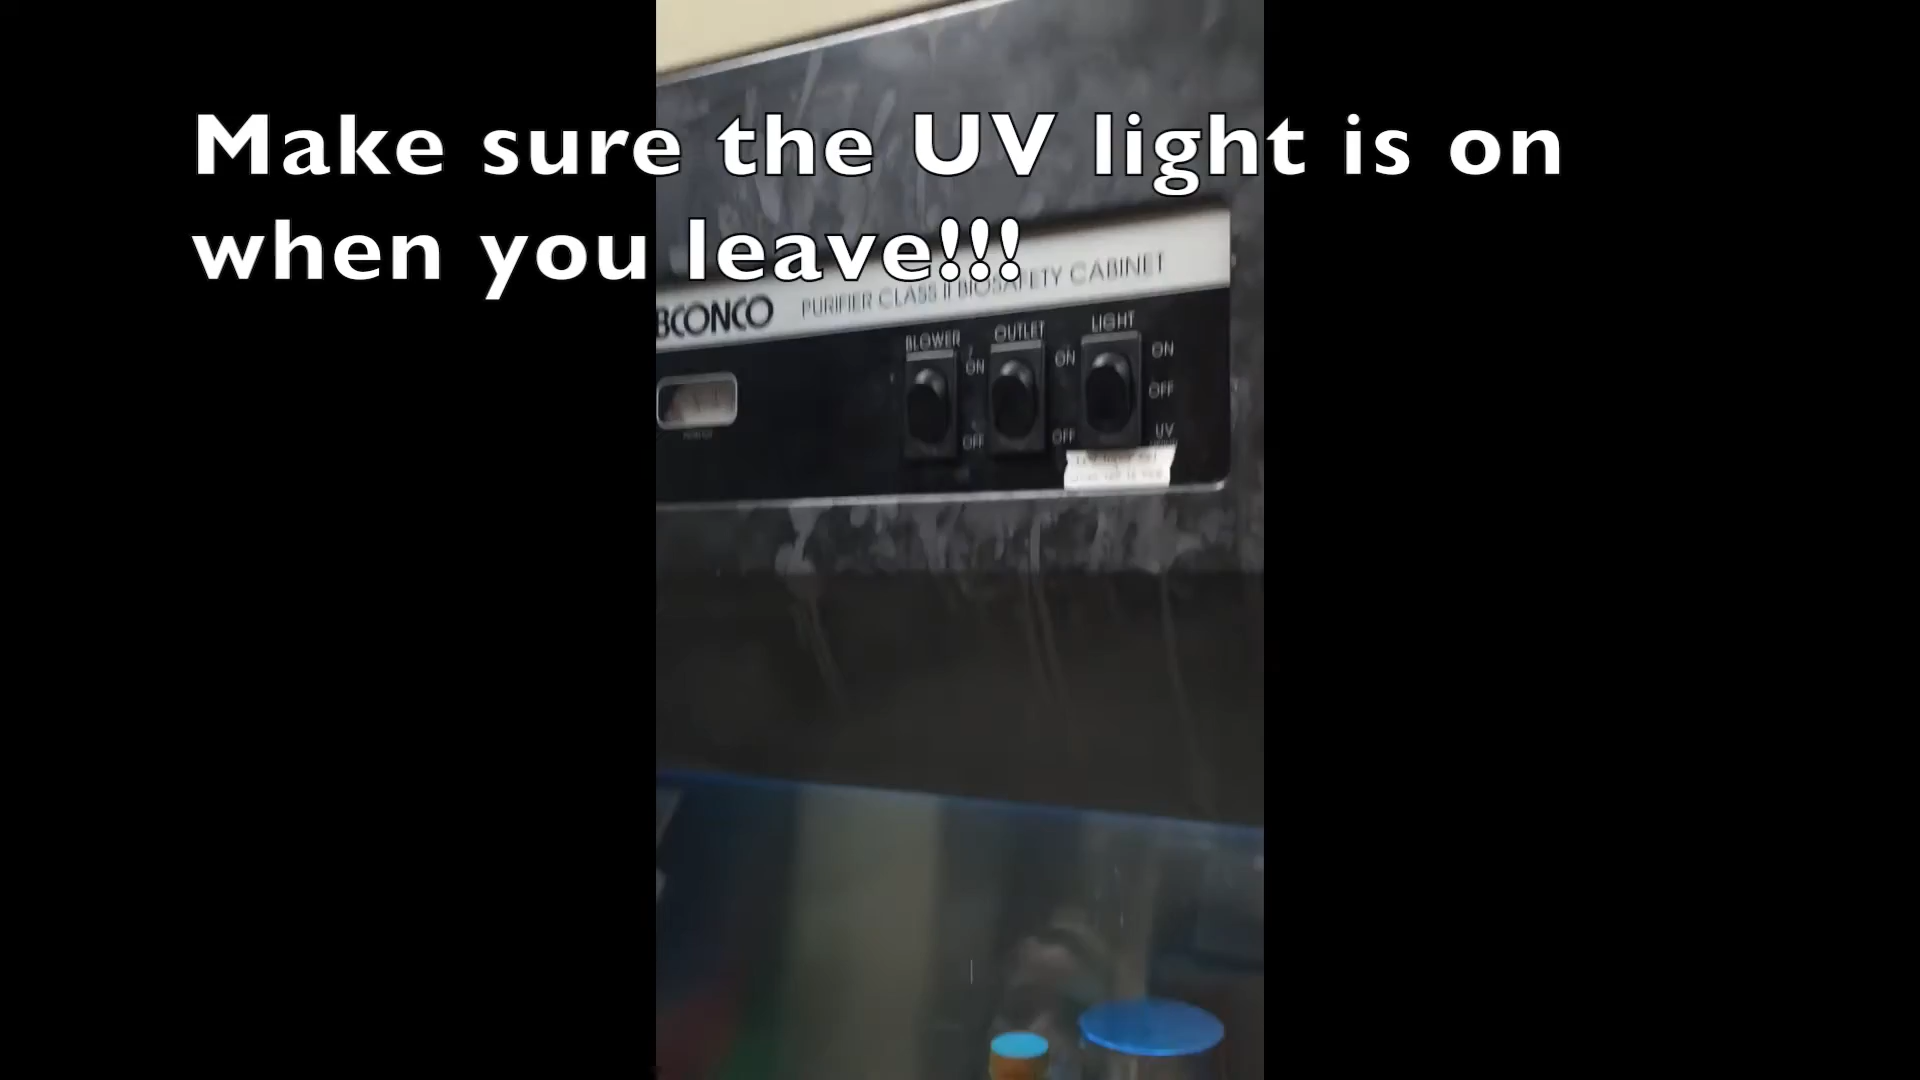 Make sure the UV light is on
when you leave!!!
BCONCO PURIFIER CLASS II BIOSAFETY CABINET
BLOWER
ON
OFF
OUTLET
ON
OFF
LIGHT
ON
OFF
UV